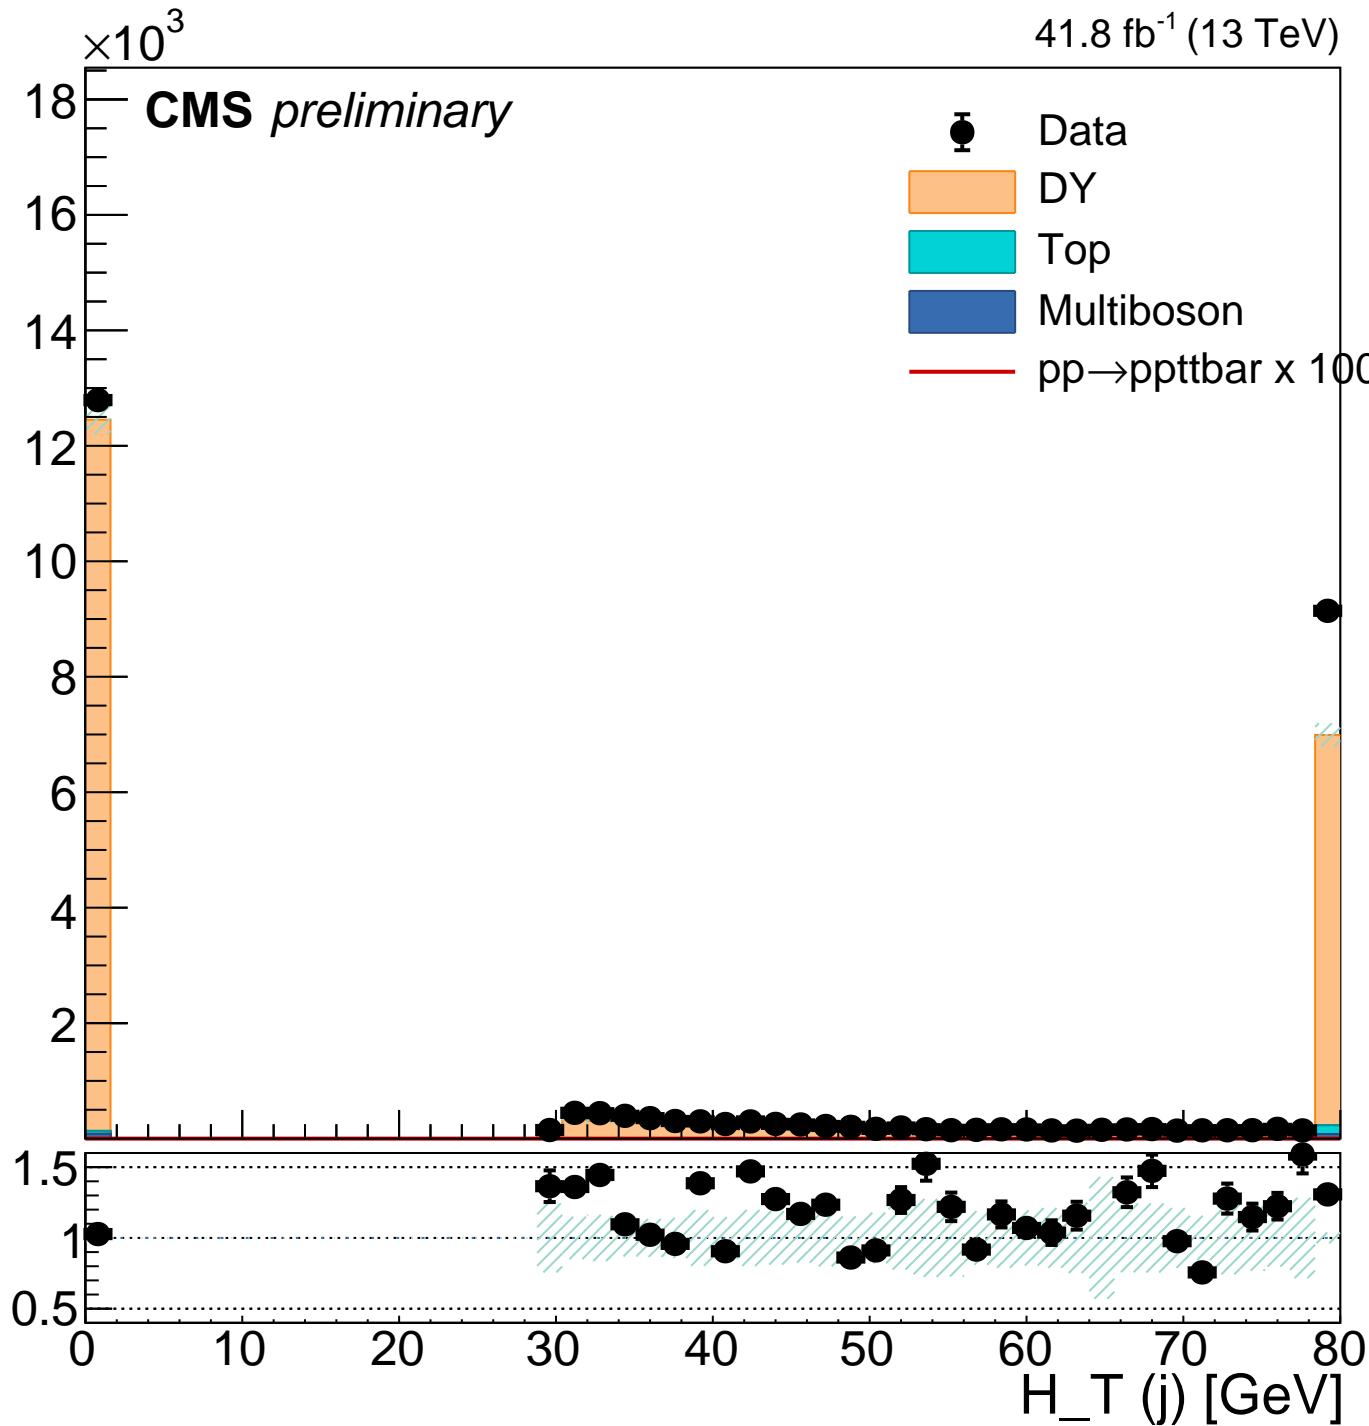 ×10³
41.8 fb⁻¹ (13 TeV)
CMS preliminary
Data
DY
Top
Multiboson
pp→ppttbar x 100
18
16
14
12
10
8
6
4
2
1.5
1
0.5
0 10 20 30 40 50 60 70 80
H_T (j) [GeV]